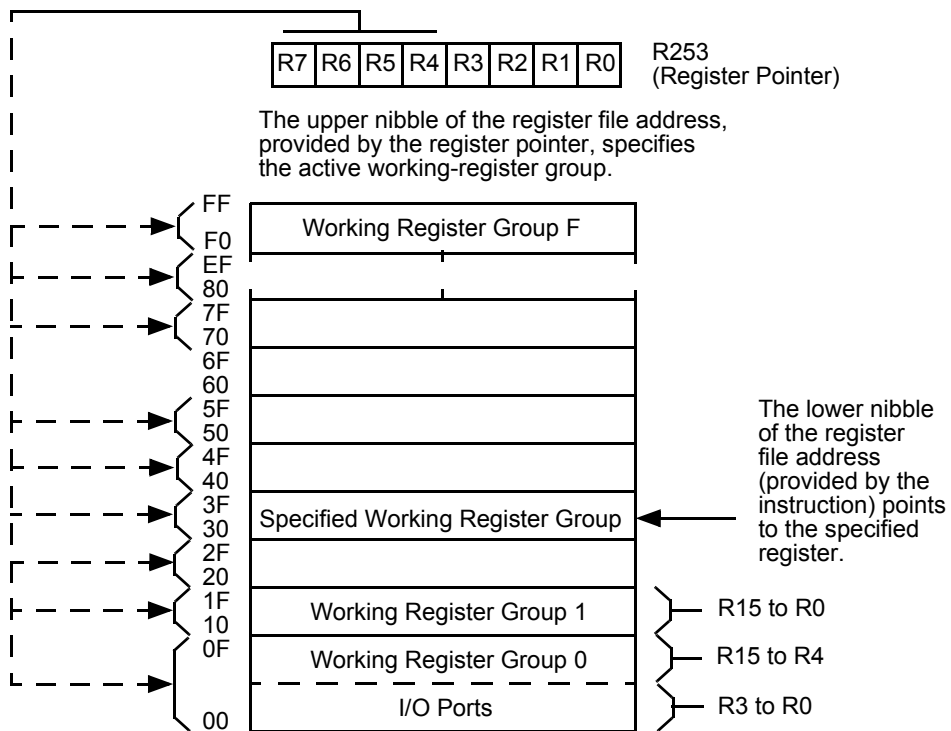 R7 R6 R5 R4 R3 R2 R1 R0
R253
(Register Pointer)
The upper nibble of the register file address,
provided by the register pointer, specifies
the active working-register group.
FF
Working Register Group F
F0
EF
80
7F
70
6F
60
5F
50
4F
40
3F
Specified Working Register Group
30
The lower nibble
of the register
file address
(provided by the
instruction) points
to the specified
register.
2F
20
1F
Working Register Group 1
R15 to R0
10
0F
Working Register Group 0
R15 to R4
I/O Ports
R3 to R0
00